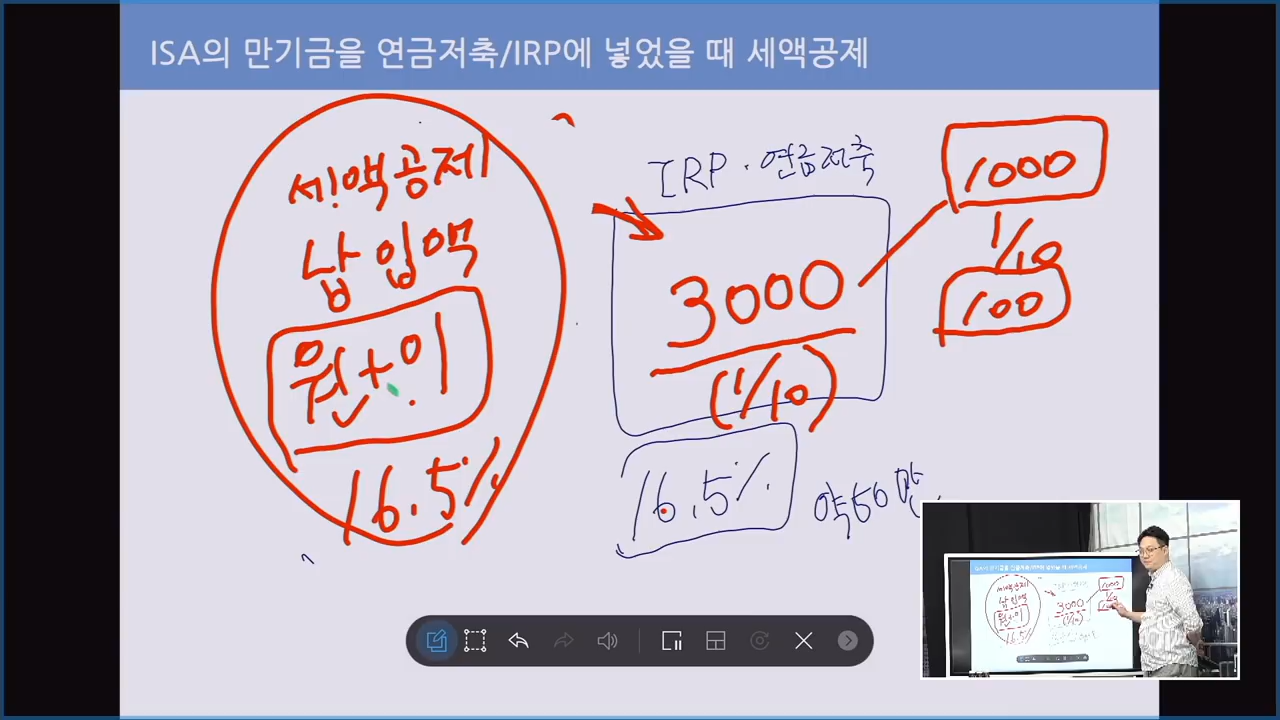 ISA의 만기금을 연금저축/IRP에 넣었을 때 세액공제
세액공제
납입액
원+이
16.5%
IRP. 연금저축
3000
(1/10)
16.5%
약50만
1000
1/10
100